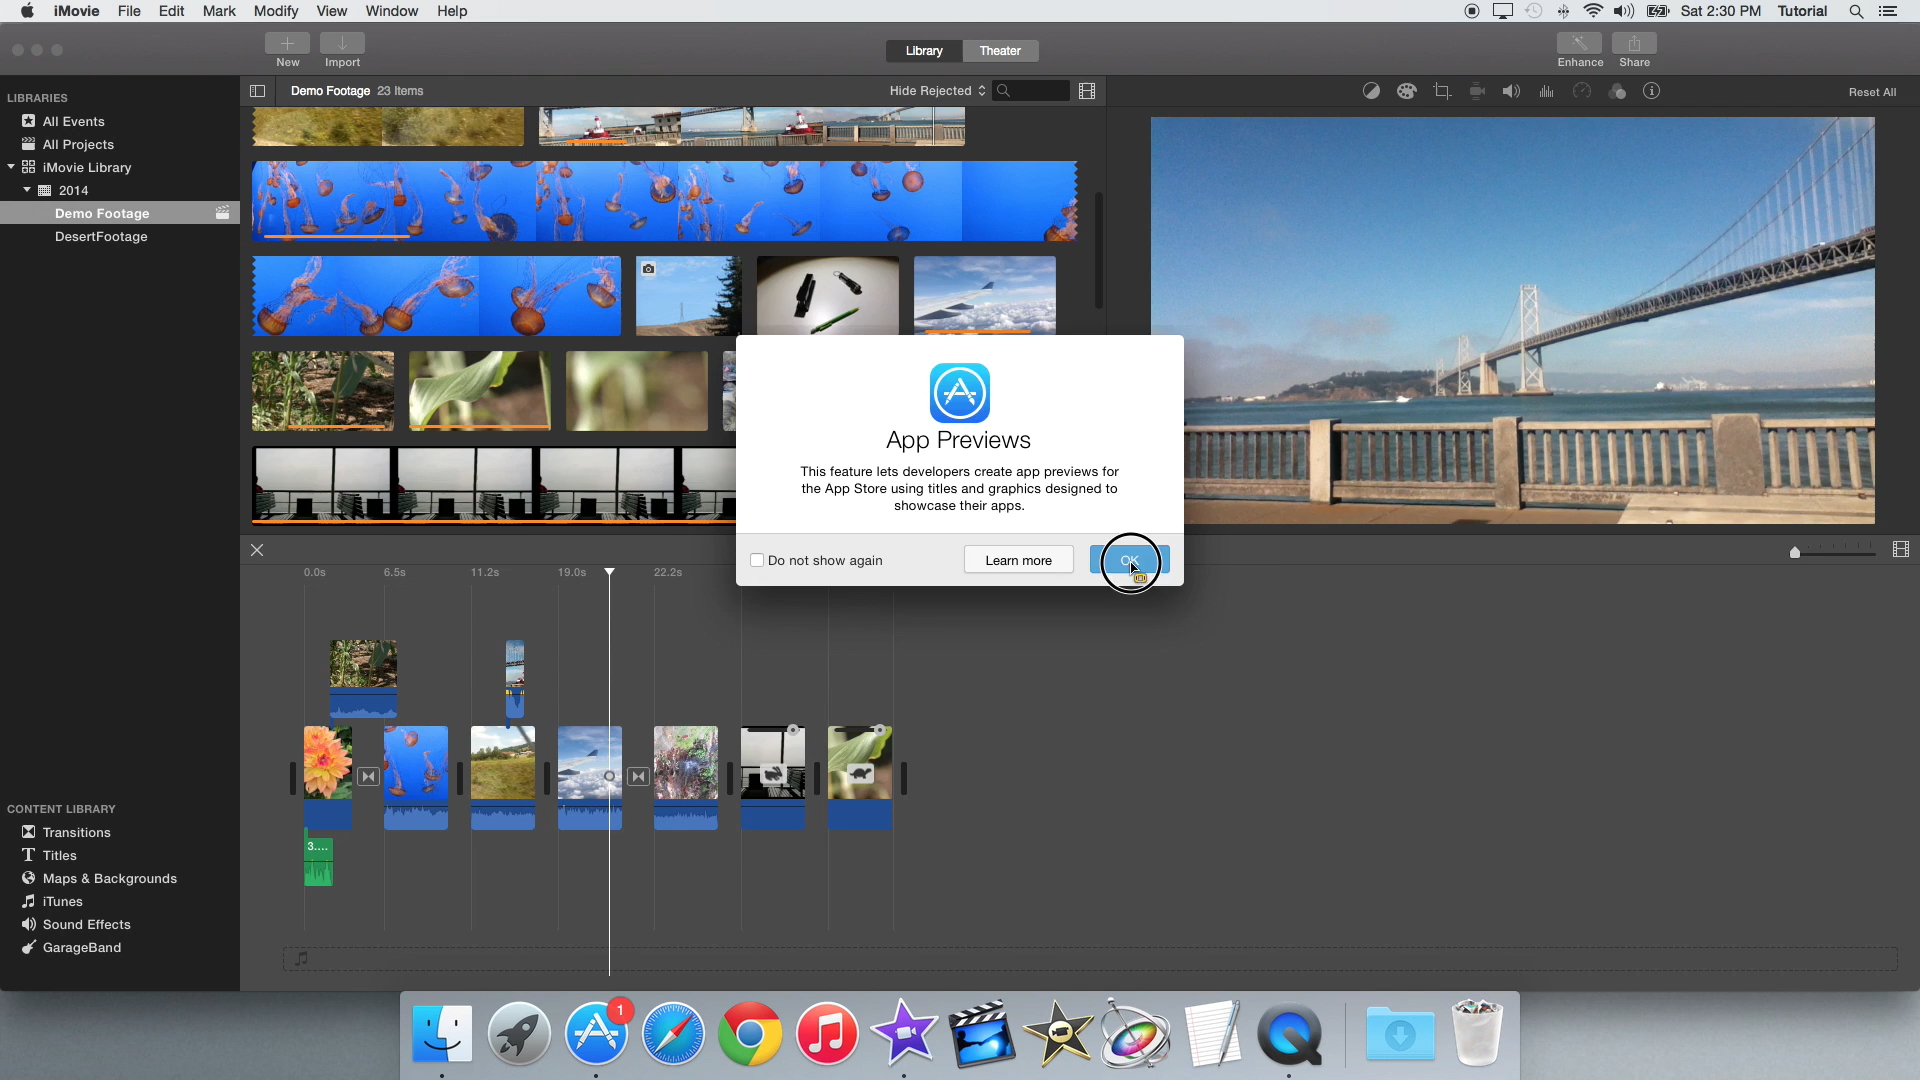 iMovie File Edit Mark Modify View Window Help
Sat 2:30 PM Tutorial
New Import
Library Theater
Enhance Share
LIBRARIES
All Events
All Projects
iMovie Library
2014
Demo Footage
DesertFootage
Demo Footage 23 Items
Hide Rejected
Reset All
App Previews
This feature lets developers create app previews for
the App Store using titles and graphics designed to
showcase their apps.
Do not show again
Learn more
OK
0.0s 6.5s 11.2s 19.0s 22.2s
3....
CONTENT LIBRARY
Transitions
Titles
Maps & Backgrounds
iTunes
Sound Effects
GarageBand
1